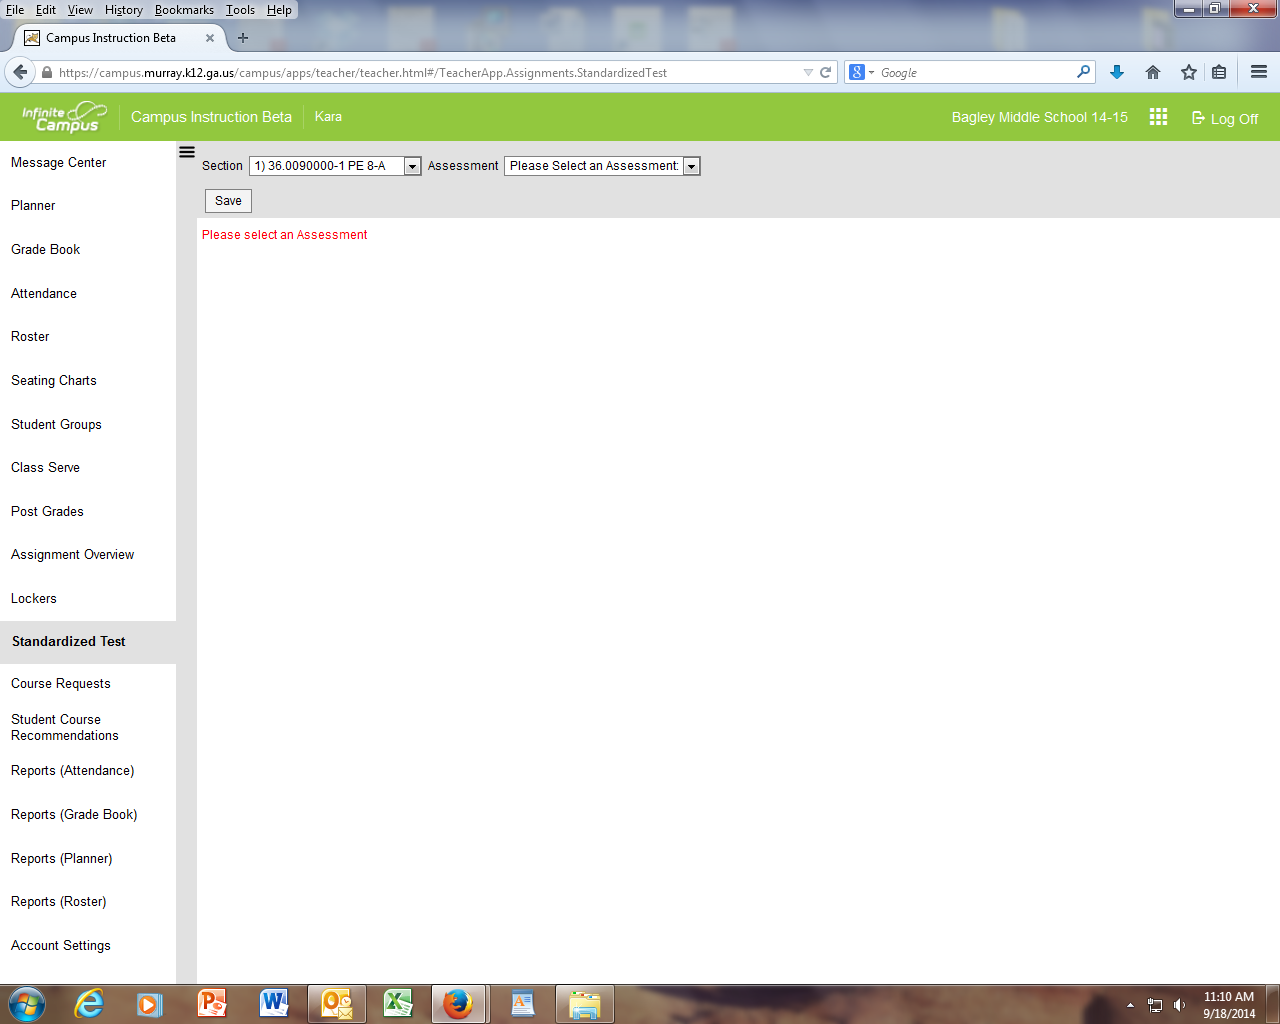 File Edit View History Bookmarks Tools Help
Campus Instruction Beta
https://campus.murray.k12.ga.us/campus/apps/teacher/teacher.html#/TeacherApp.Assignments.StandardizedTest
Google
Infinite Campus
Campus Instruction Beta
Kara
Bagley Middle School 14-15
Log Off
Message Center
Planner
Grade Book
Attendance
Roster
Seating Charts
Student Groups
Class Serve
Post Grades
Assignment Overview
Lockers
Standardized Test
Course Requests
Student Course
Recommendations
Reports (Attendance)
Reports (Grade Book)
Reports (Planner)
Reports (Roster)
Account Settings
Section 1) 36.0090000-1 PE 8-A Assessment Please Select an Assessment:
Save
Please select an Assessment
11:10 AM
9/18/2014